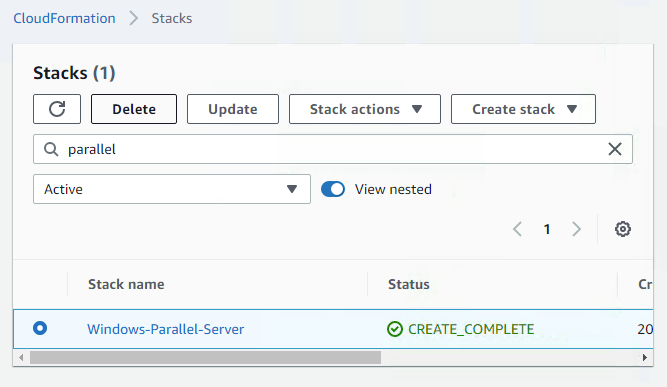 CloudFormation > Stacks
Stacks (1)
Delete Update Stack actions Create stack
parallel
Active View nested
1
Stack name Status Cr
Windows-Parallel-Server CREATE_COMPLETE 20